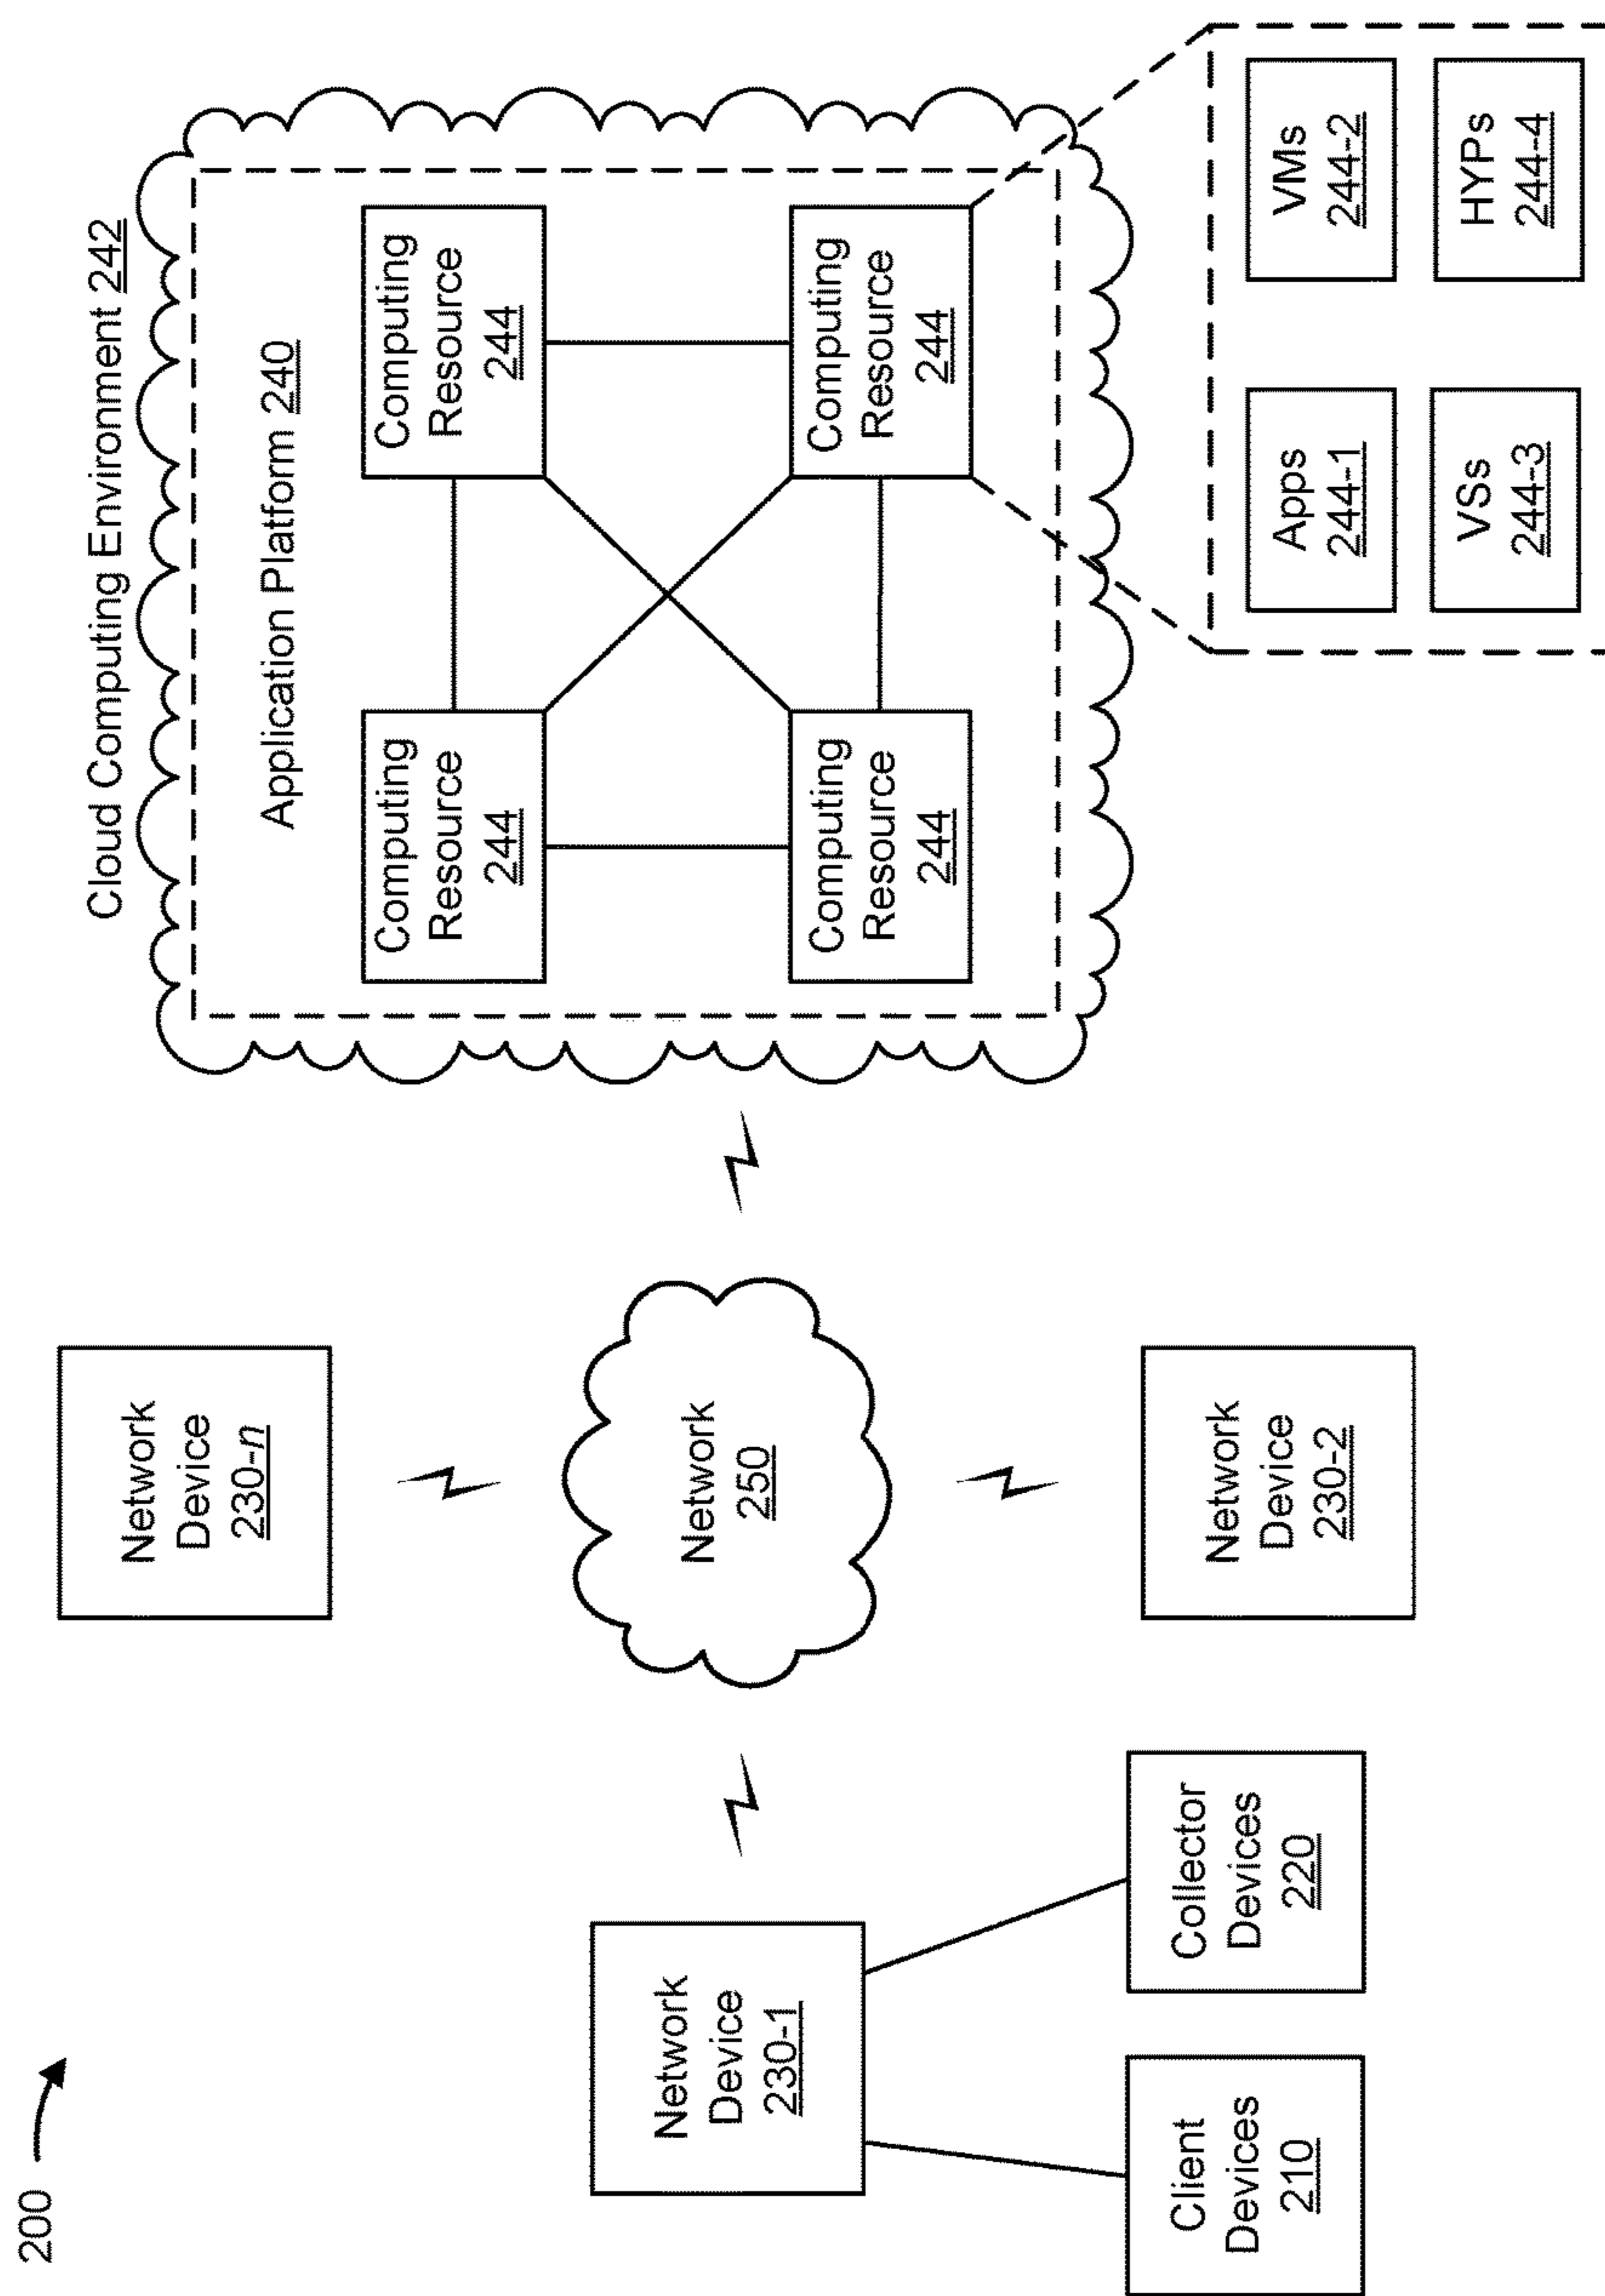 200
Cloud Computing Environment 242
Application Platform 240
Computing
Resource
244
Computing
Resource
244
Computing
Resource
244
Computing
Resource
244
Apps
244-1
VMs
244-2
VSs
244-3
HYPs
244-4
Network
Device
230-n
Network
250
Network
Device
230-1
Network
Device
230-2
Client
Devices
210
Collector
Devices
220